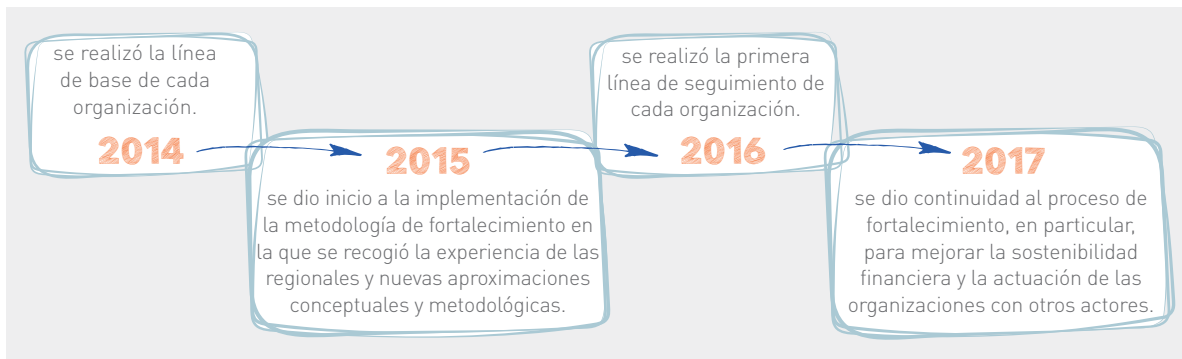 se realizó la línea
de base de cada
organización.
2014
2015
se dio inicio a la implementación de
la metodología de fortalecimiento en
la que se recogió la experiencia de las
regionales y nuevas aproximaciones
conceptuales y metodológicas.
se realizó la primera
línea de seguimiento de
cada organización.
2016
2017
se dio continuidad al proceso de
fortalecimiento, en particular,
para mejorar la sostenibilidad
financiera y la actuación de las
organizaciones con otros actores.